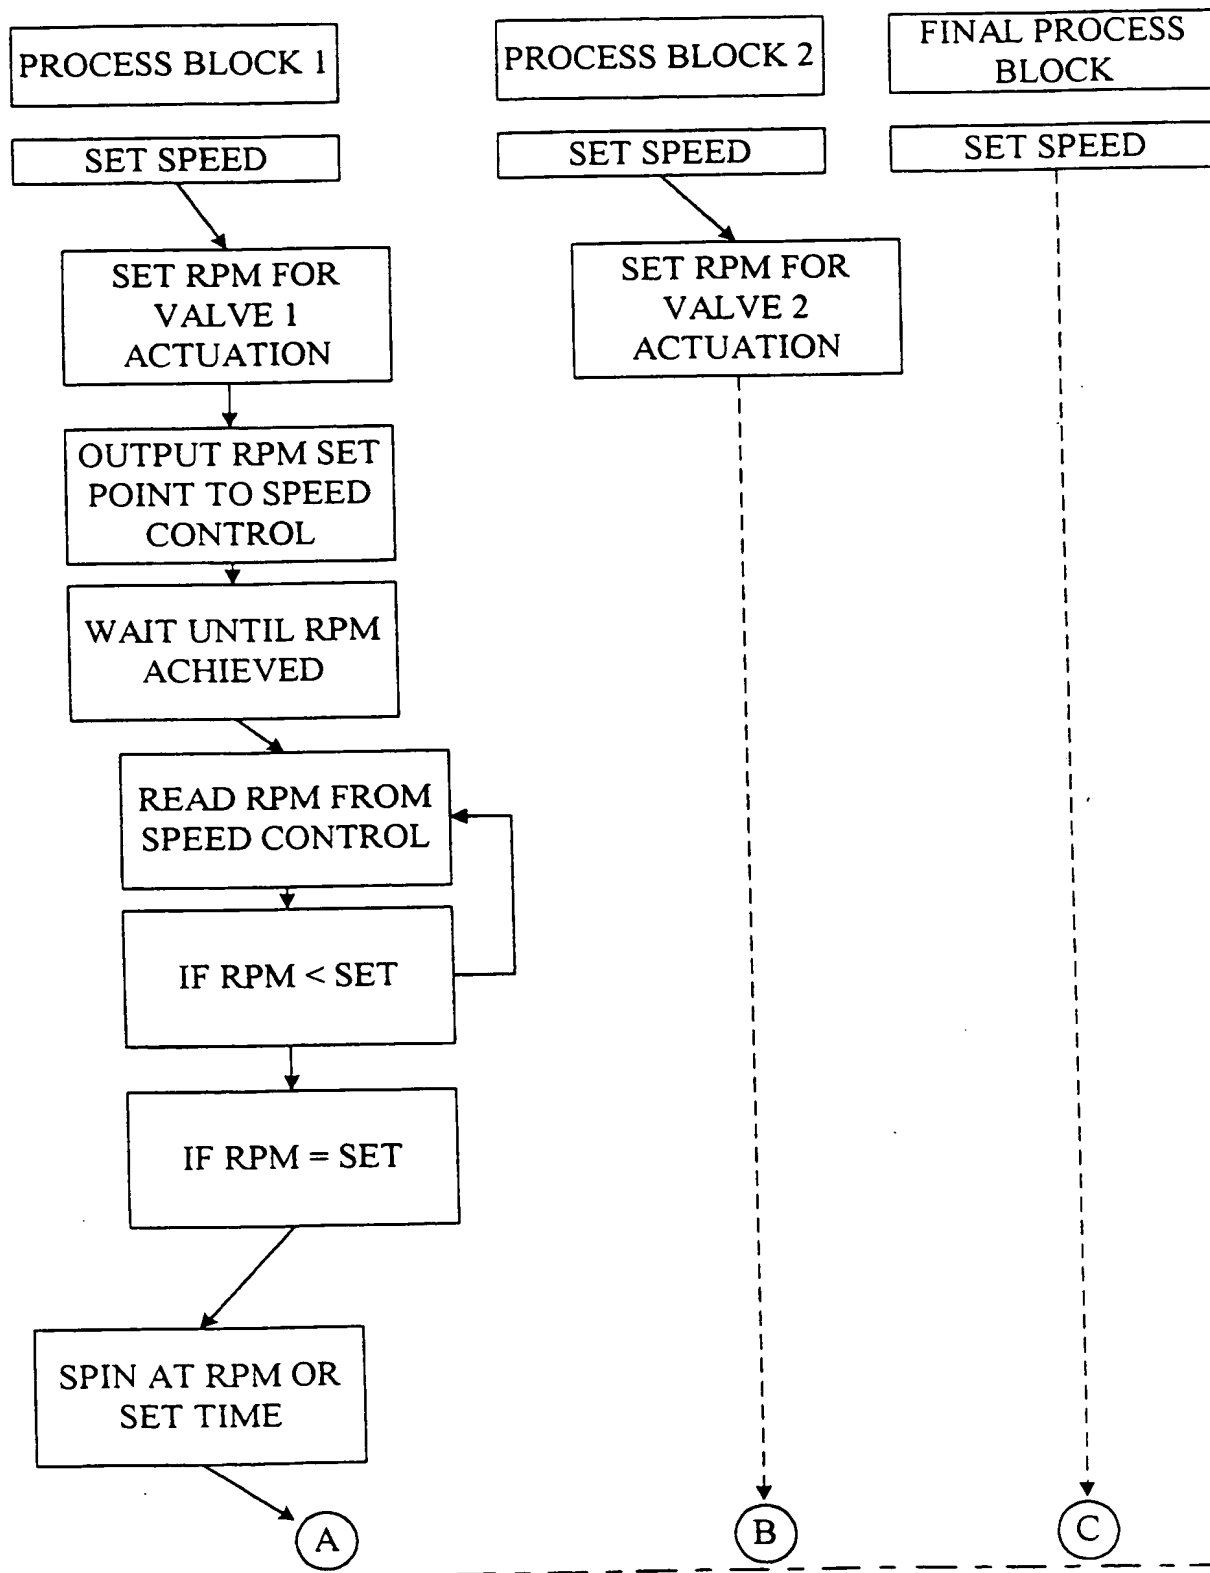 PROCESS BLOCK 1
SET SPEED
SET RPM FOR
VALVE 1
ACTUATION
OUTPUT RPM SET
POINT TO SPEED
CONTROL
WAIT UNTIL RPM
ACHIEVED
READ RPM FROM
SPEED CONTROL
IF RPM < SET
IF RPM = SET
SPIN AT RPM OR
SET TIME
A
PROCESS BLOCK 2
SET SPEED
SET RPM FOR
VALVE 2
ACTUATION
B
FINAL PROCESS
BLOCK
SET SPEED
C